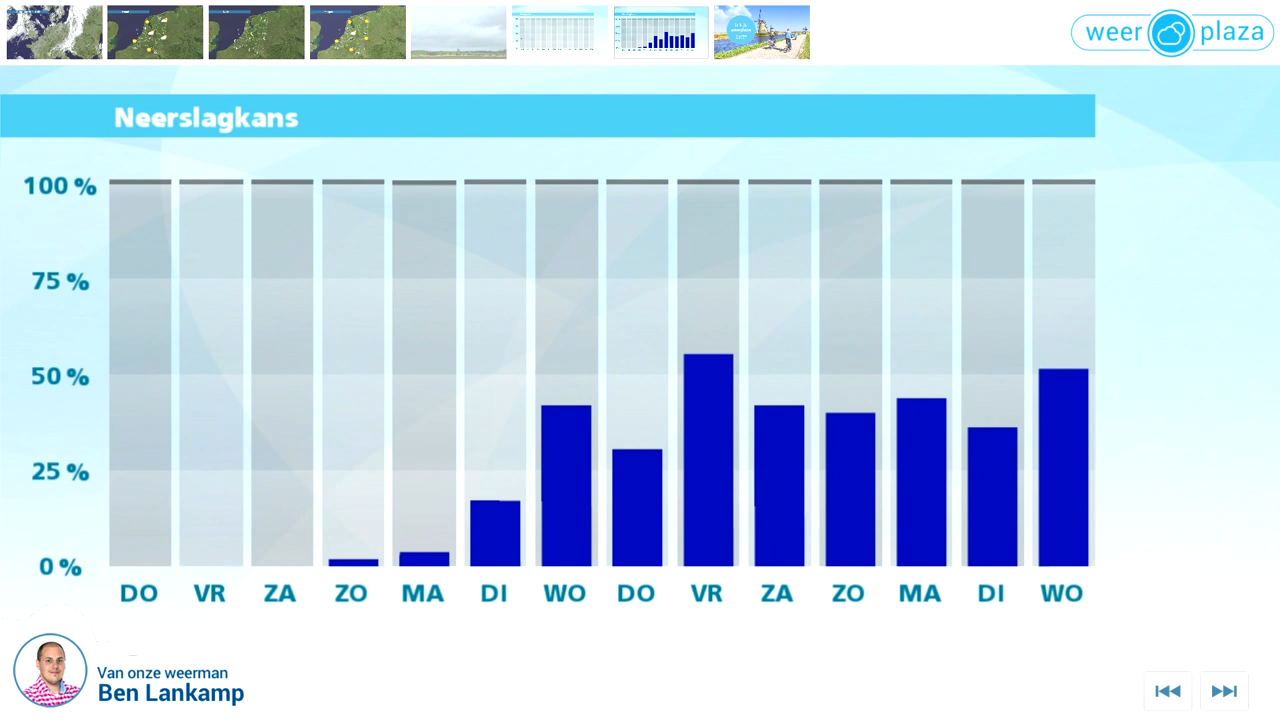 weer plaza
Neerslagkans
100 %
75 %
50 %
25 %
0 %
DO VR ZA ZO MA DI WO DO VR ZA ZO MA DI WO
Van onze weerman
Ben Lankamp